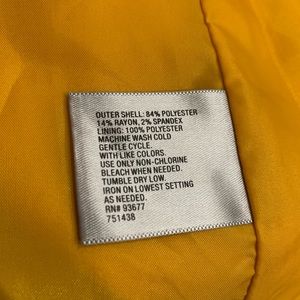 OUTER SHELL: 84% POLYESTER
14% RAYON, 2% SPANDEX
LINING: 100% POLYESTER
MACHINE WASH COLD
GENTLE CYCLE.
WITH LIKE COLORS.
USE ONLY NON-CHLORINE
BLEACH WHEN NEEDED.
TUMBLE DRY LOW.
IRON ON LOWEST SETTING
AS NEEDED.
RN# 93677
751438